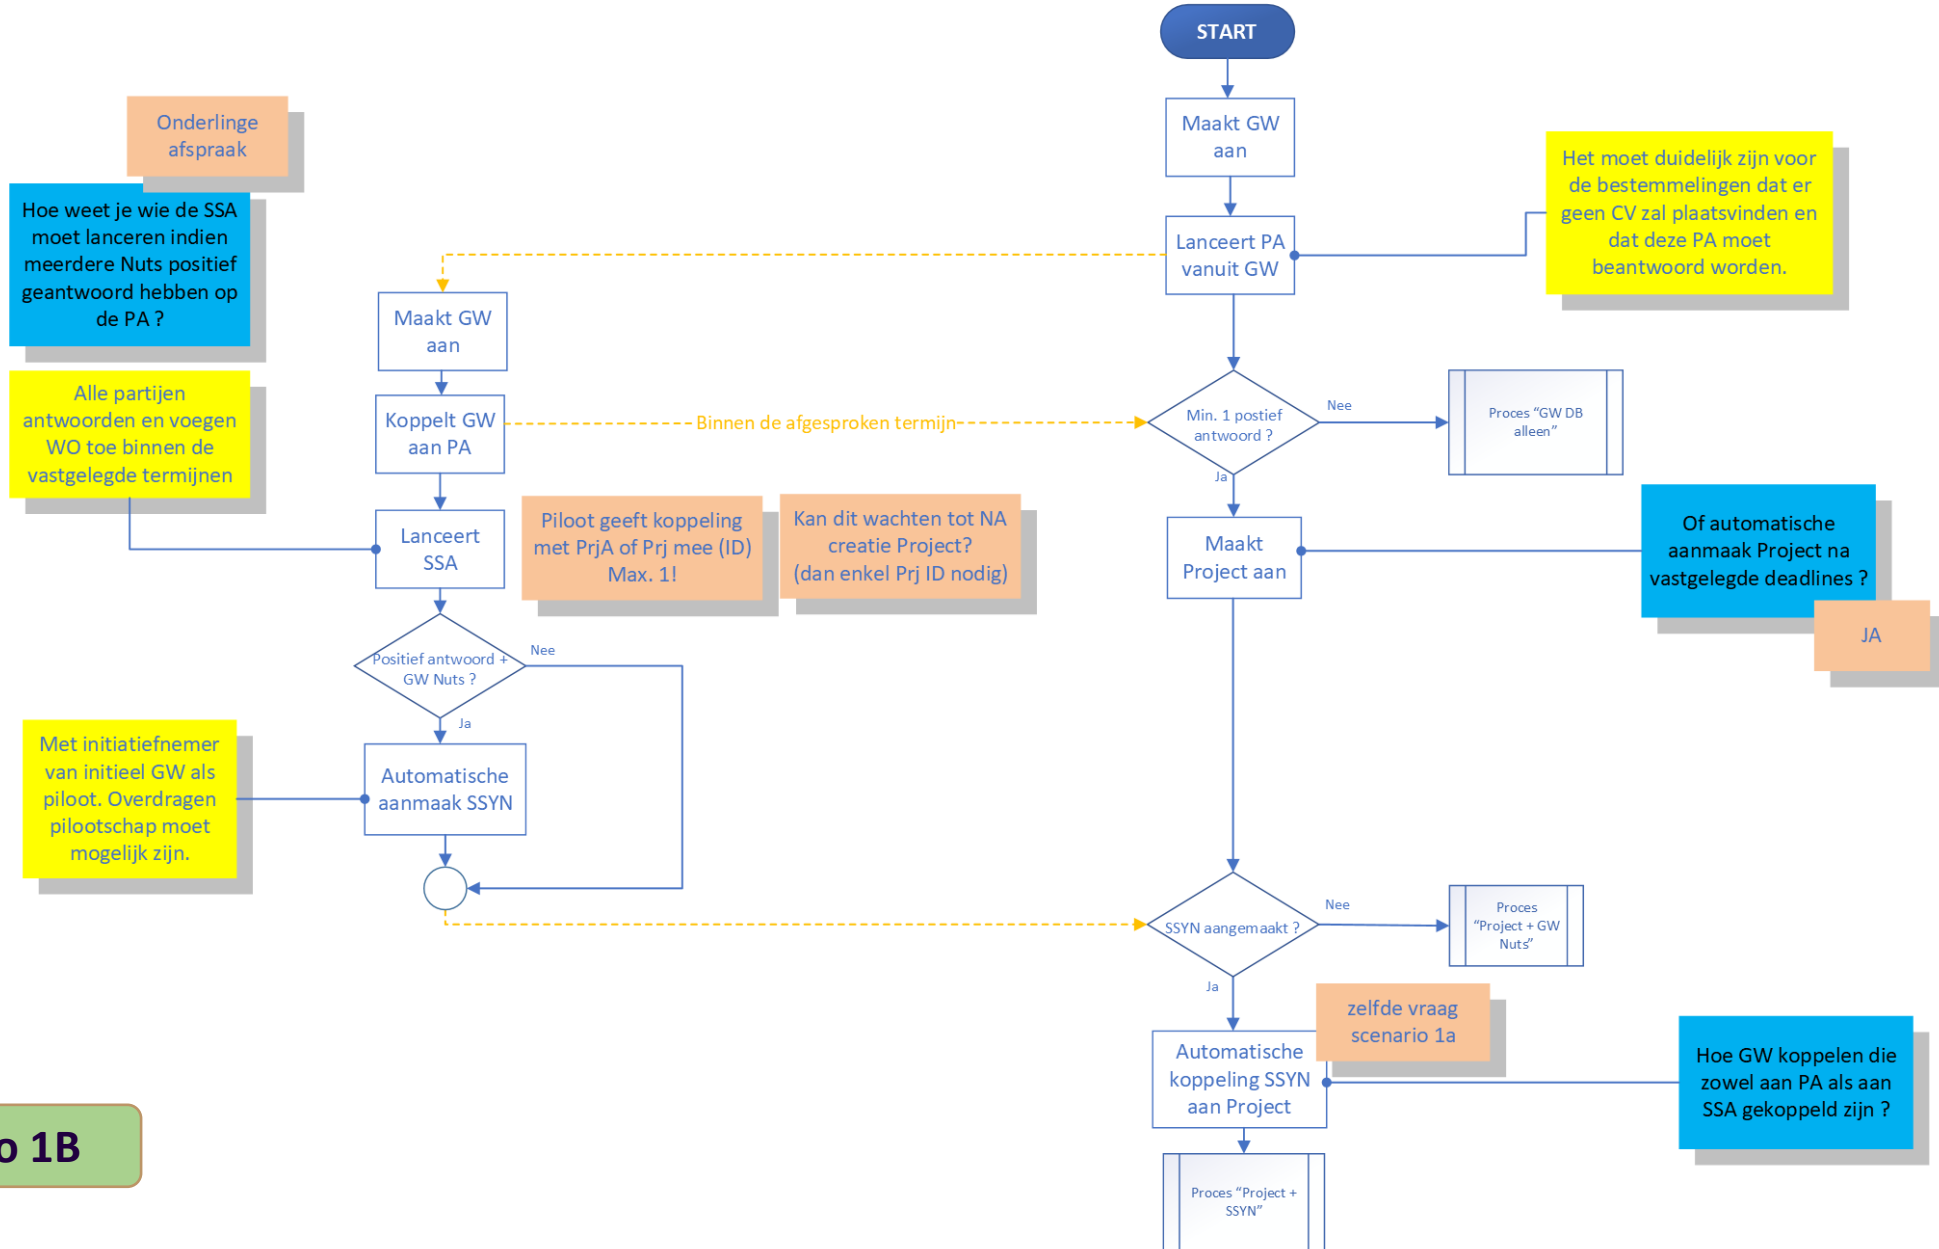 START
Maakt GW
aan
Lanceert PA
vanuit GW
Het moet duidelijk zijn voor
de bestemmelingen dat er
geen CV zal plaatsvinden en
dat deze PA moet
beantwoord worden.
Onderlinge
afspraak
Hoe weet je wie de SSA
moet lanceren indien
meerdere Nuts positief
geantwoord hebben op
de PA ?
Maakt GW
aan
Alle partijen
antwoorden en voegen
WO toe binnen de
vastgelegde termijnen
Koppelt GW
aan PA
Binnen de afgesproken termijn
Min. 1 postief
antwoord ?
Nee
Proces “GW DB
alleen”
Ja
Lanceert
SSA
Piloot geeft koppeling
met PrjA of Prj mee (ID)
Max. 1!
Kan dit wachten tot NA
creatie Project?
(dan enkel Prj ID nodig)
Maakt
Project aan
Of automatische
aanmaak Project na
vastgelegde deadlines ?
JA
Positief antwoord +
GW Nuts ?
Nee
Ja
Met initiatiefnemer
van initieel GW als
piloot. Overdragen
pilootschap moet
mogelijk zijn.
Automatische
aanmaak SSYN
SSYN aangemaakt ?
Nee
Proces
“Project + GW
Nuts”
Ja
zelfde vraag
scenario 1a
Automatische
koppeling SSYN
aan Project
Hoe GW koppelen die
zowel aan PA als aan
SSA gekoppeld zijn ?
o 1B
Proces “Project +
SSYN”